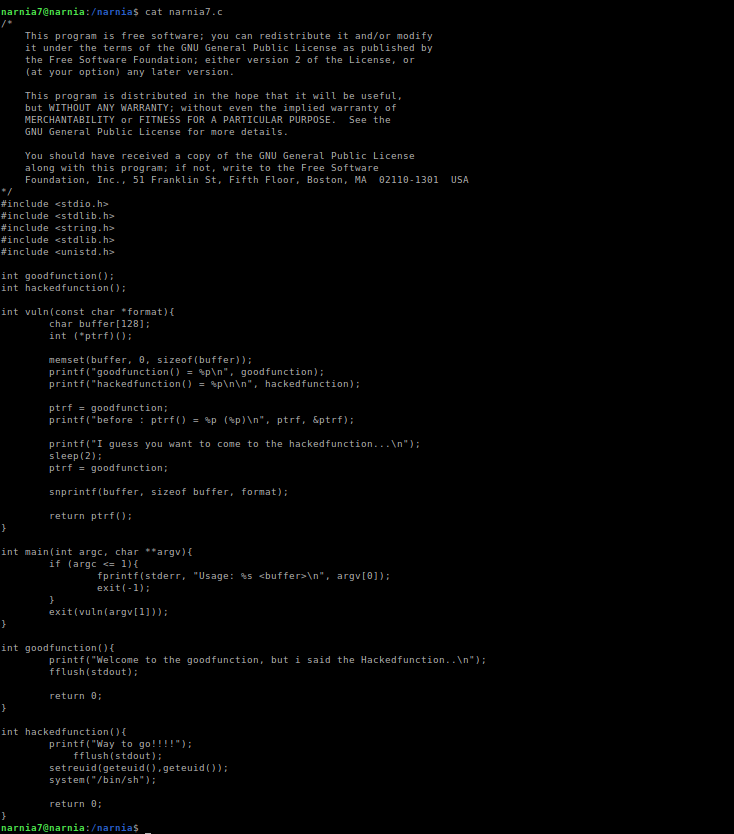 narnia7@narnia:/narnia$ cat narnia7.c
/*
    This program is free software; you can redistribute it and/or modify
    it under the terms of the GNU General Public License as published by
    the Free Software Foundation; either version 2 of the License, or
    (at your option) any later version.

    This program is distributed in the hope that it will be useful,
    but WITHOUT ANY WARRANTY; without even the implied warranty of
    MERCHANTABILITY or FITNESS FOR A PARTICULAR PURPOSE.  See the
    GNU General Public License for more details.

    You should have received a copy of the GNU General Public License
    along with this program; if not, write to the Free Software
    Foundation, Inc., 51 Franklin St, Fifth Floor, Boston, MA  02110-1301  USA
*/
#include <stdio.h>
#include <stdlib.h>
#include <string.h>
#include <stdlib.h>
#include <unistd.h>

int goodfunction();
int hackedfunction();

int vuln(const char *format){
        char buffer[128];
        int (*ptrf)();

        memset(buffer, 0, sizeof(buffer));
        printf("goodfunction() = %p\n", goodfunction);
        printf("hackedfunction() = %p\n\n", hackedfunction);

        ptrf = goodfunction;
        printf("before : ptrf() = %p (%p)\n", ptrf, &ptrf);

        printf("I guess you want to come to the hackedfunction...\n");
        sleep(2);
        ptrf = goodfunction;

        snprintf(buffer, sizeof buffer, format);

        return ptrf();
}

int main(int argc, char **argv){
        if (argc <= 1){
                fprintf(stderr, "Usage: %s <buffer>\n", argv[0]);
                exit(-1);
        }
        exit(vuln(argv[1]));
}

int goodfunction(){
        printf("Welcome to the goodfunction, but i said the Hackedfunction..\n");
        fflush(stdout);

        return 0;
}

int hackedfunction(){
        printf("Way to go!!!!");
            fflush(stdout);
        setreuid(geteuid(),geteuid());
        system("/bin/sh");

        return 0;
}
narnia7@narnia:/narnia$